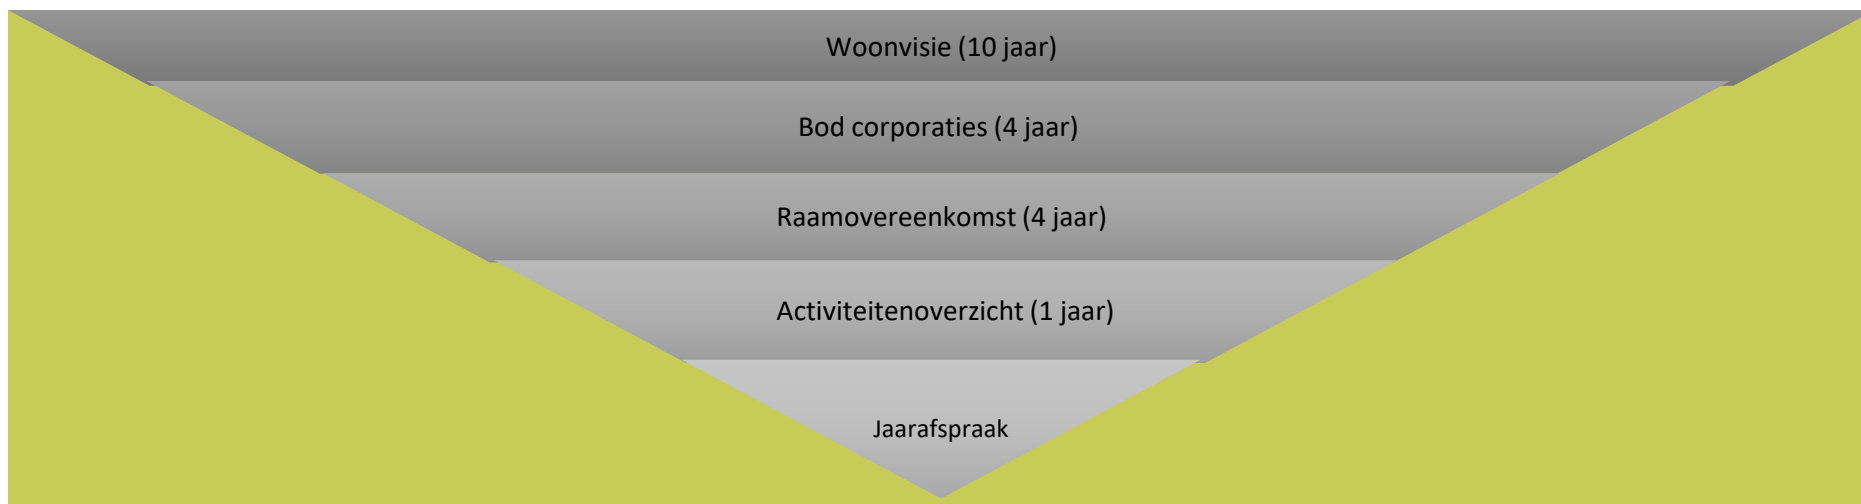 Woonvisie (10 jaar)
Bod corporaties (4 jaar)
Raamovereenkomst (4 jaar)
Activiteitenoverzicht (1 jaar)
Jaarafspraak